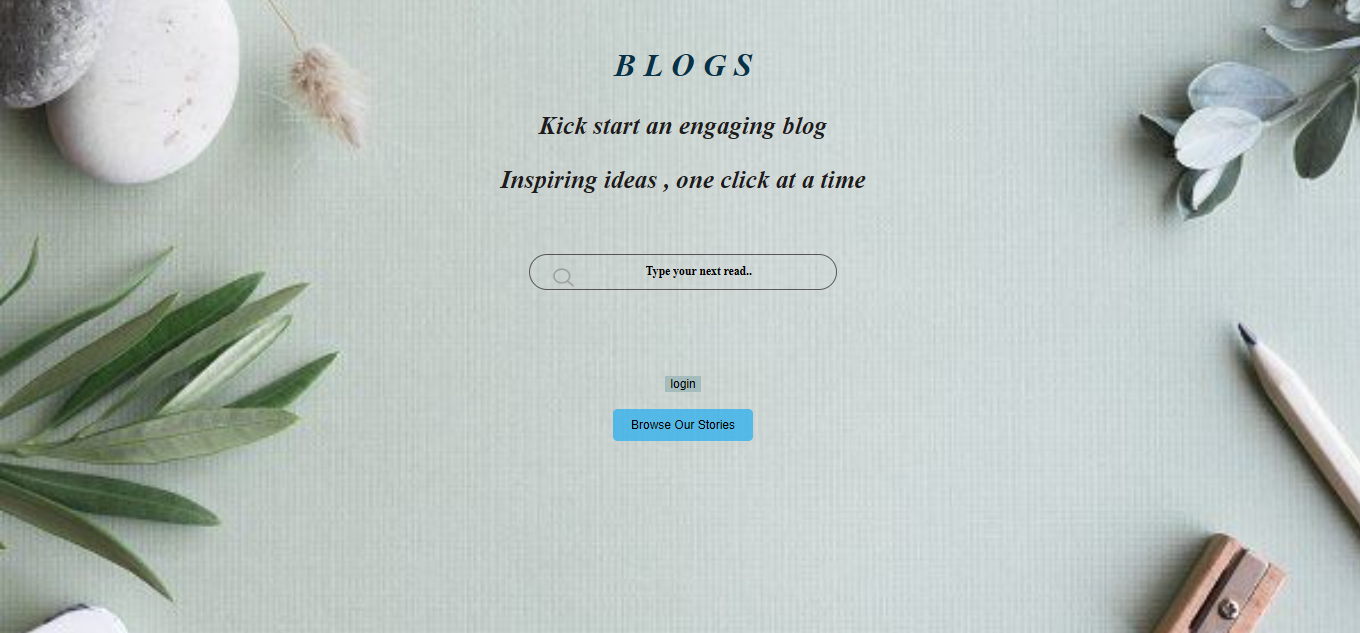 BLOGS
Kick start an engaging blog
Inspiring ideas , one click at a time
Type your next read..
login
Browse Our Stories